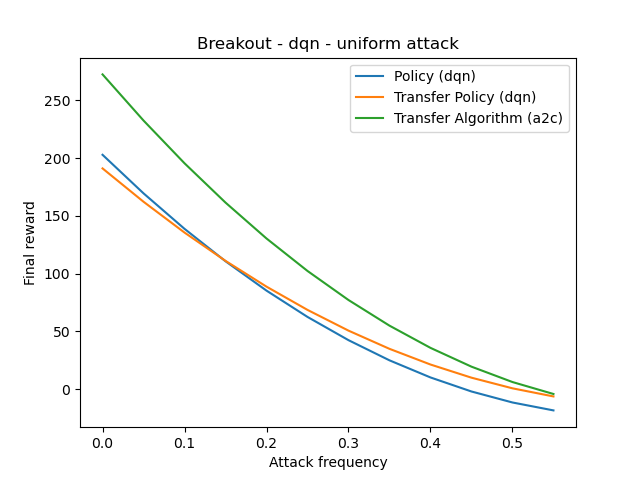 Breakout - dqn - uniform attack
Policy (dqn)
Transfer Policy (dqn)
Transfer Algorithm (a2c)
Final reward
250
200
150
100
50
0
0.0 0.1 0.2 0.3 0.4 0.5
Attack frequency